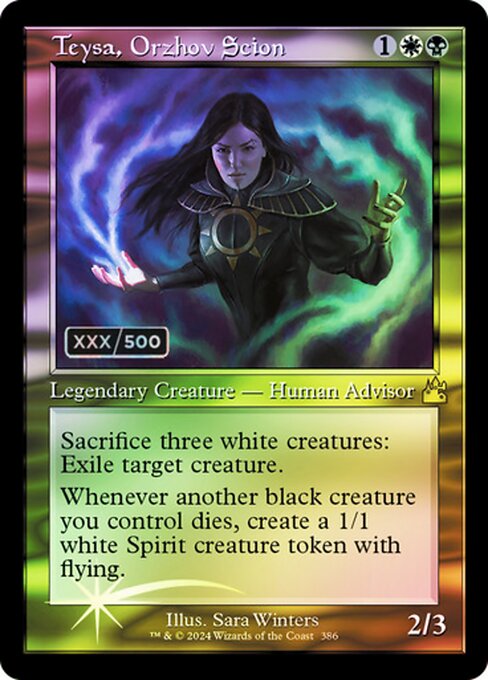 Teysa, Orzhov Scion 1
XXX/500
Legendary Creature — Human Advisor
Sacrifice three white creatures:
Exile target creature.
Whenever another black creature
you control dies, create a 1/1
white Spirit creature token with
flying.
Illus. Sara Winters
™ & © 2024 Wizards of the Coast 386
2/3